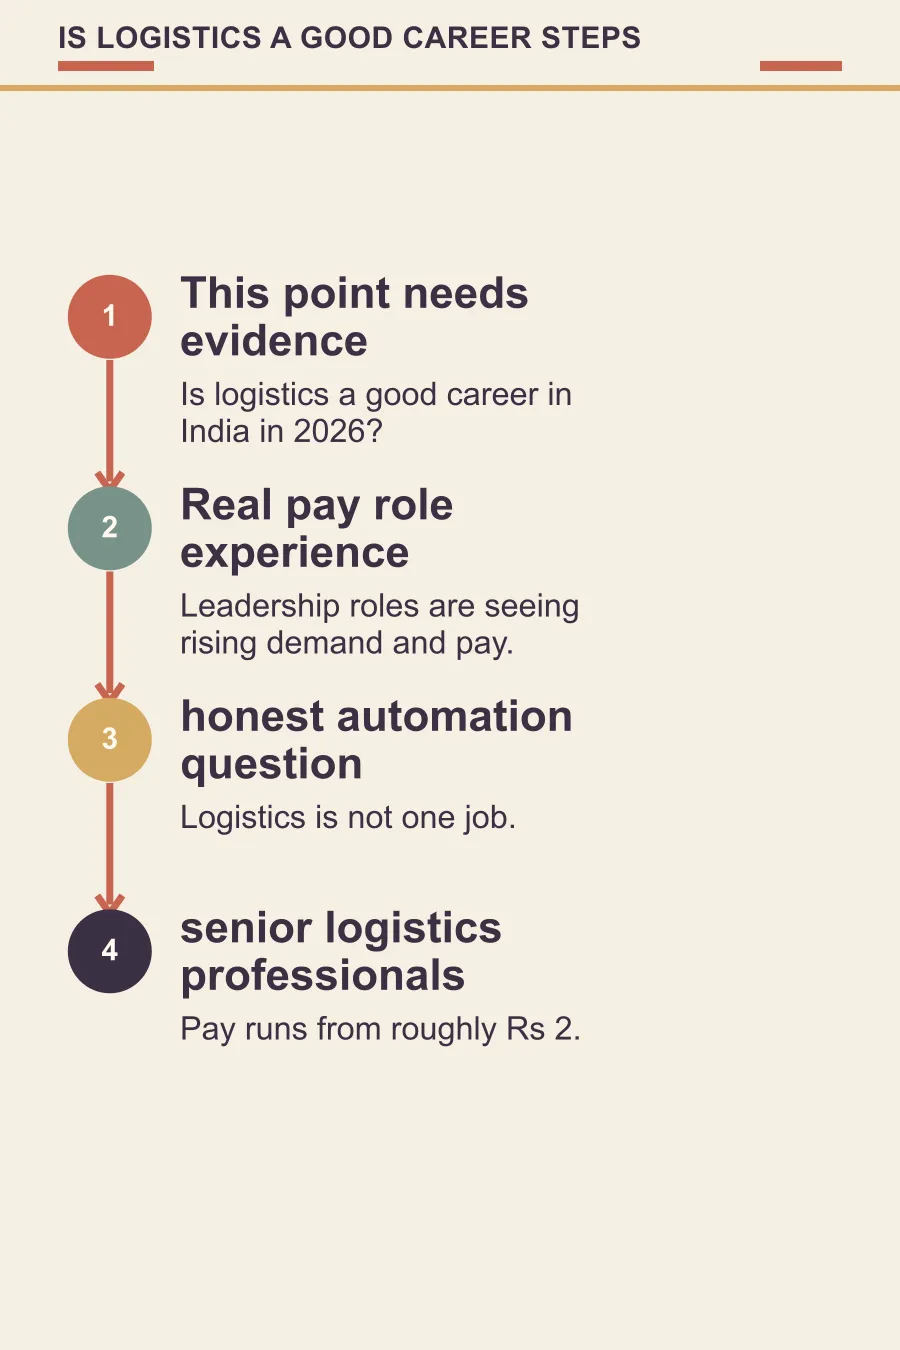 IS LOGISTICS A GOOD CAREER STEPS
1
This point needs
evidence
Is logistics a good career in
India in 2026?
2
Real pay role
experience
Leadership roles are seeing
rising demand and pay.
3
honest automation
question
Logistics is not one job.
4
senior logistics
professionals
Pay runs from roughly Rs 2.